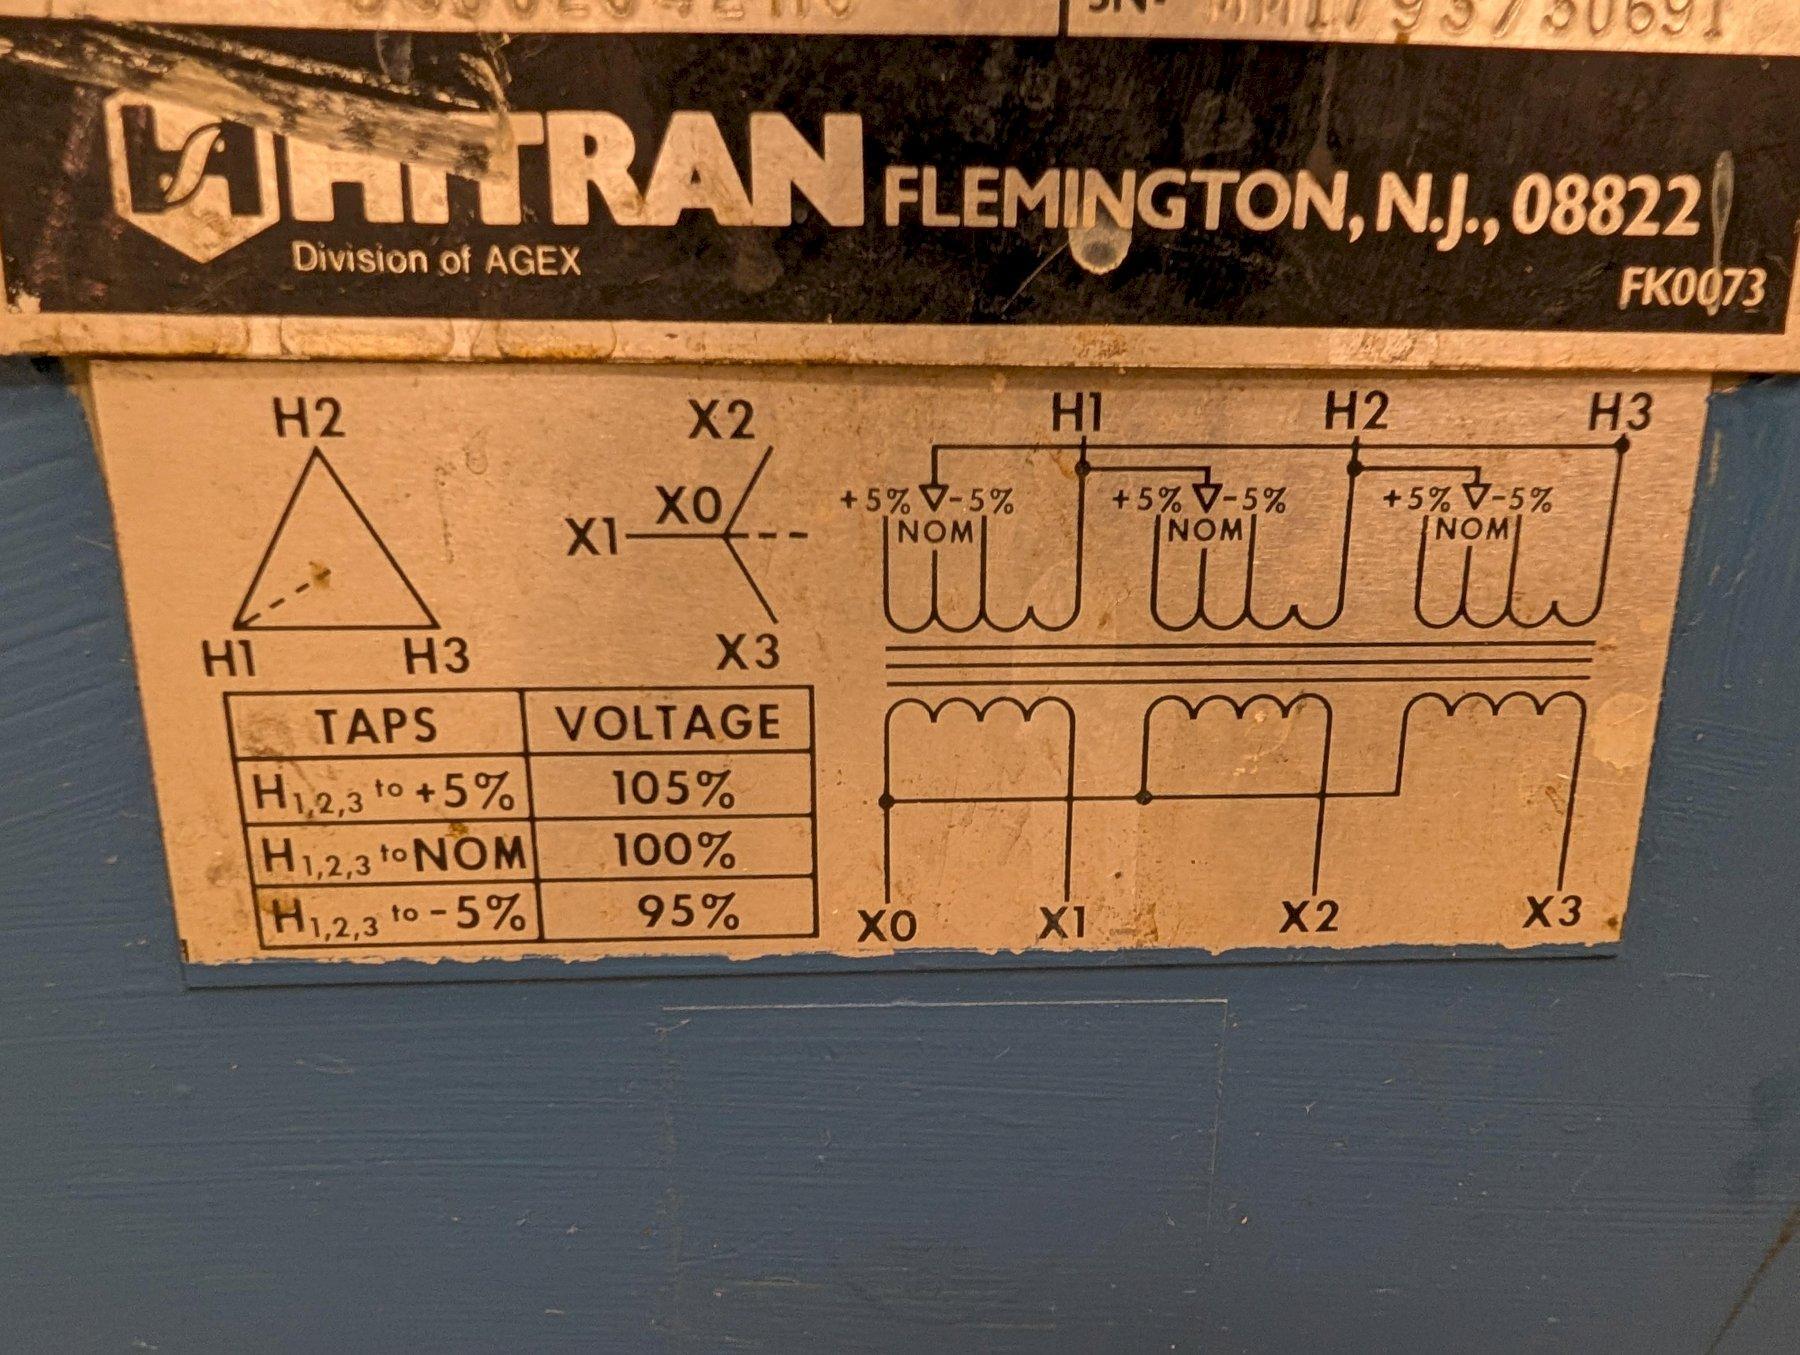 SN:
HITRAN FLEMINGTON, N.J., 08822
Division of AGEX
FK0073
H2
H1 H3
X2
X0
X1
X3
H1 H2 H3
+5% -5% +5% -5% +5% -5%
NOM NOM NOM
TAPS VOLTAGE
H1,2,3 to +5% 105%
H1,2,3 to NOM 100%
H1,2,3 to -5% 95%
X0 X1 X2 X3